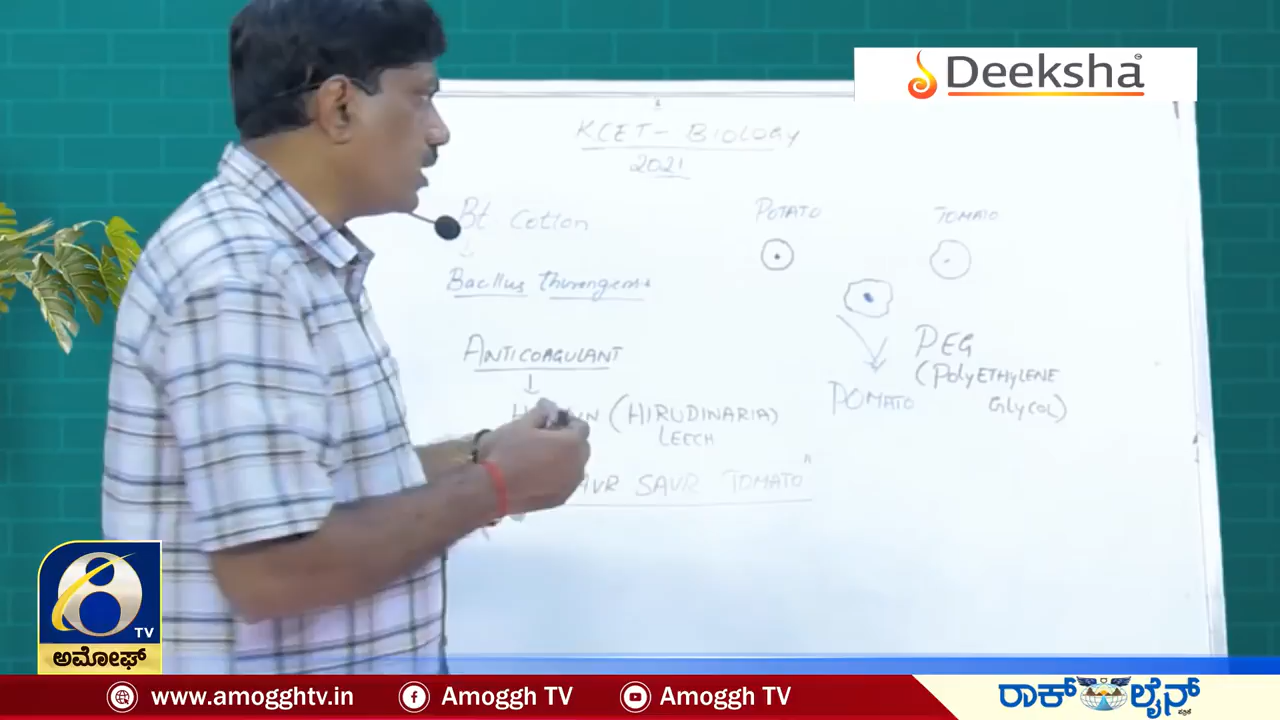 Deeksha
KCET - BIOLOGY
2021
Bt Cotton
POTATO
TOMATO
Bacillus
PEG
(POLYETHYLENE
GLYCOL)
POMATO
ANTICOAGULANT
(HIRUDINARIA)
LEECH
SAVR TOMATO"
8
TV
ಅಮೋಘ್
www.amogghtv.in
Amoggh TV
Amoggh TV
ರಾಕ್ ಲೈನ್